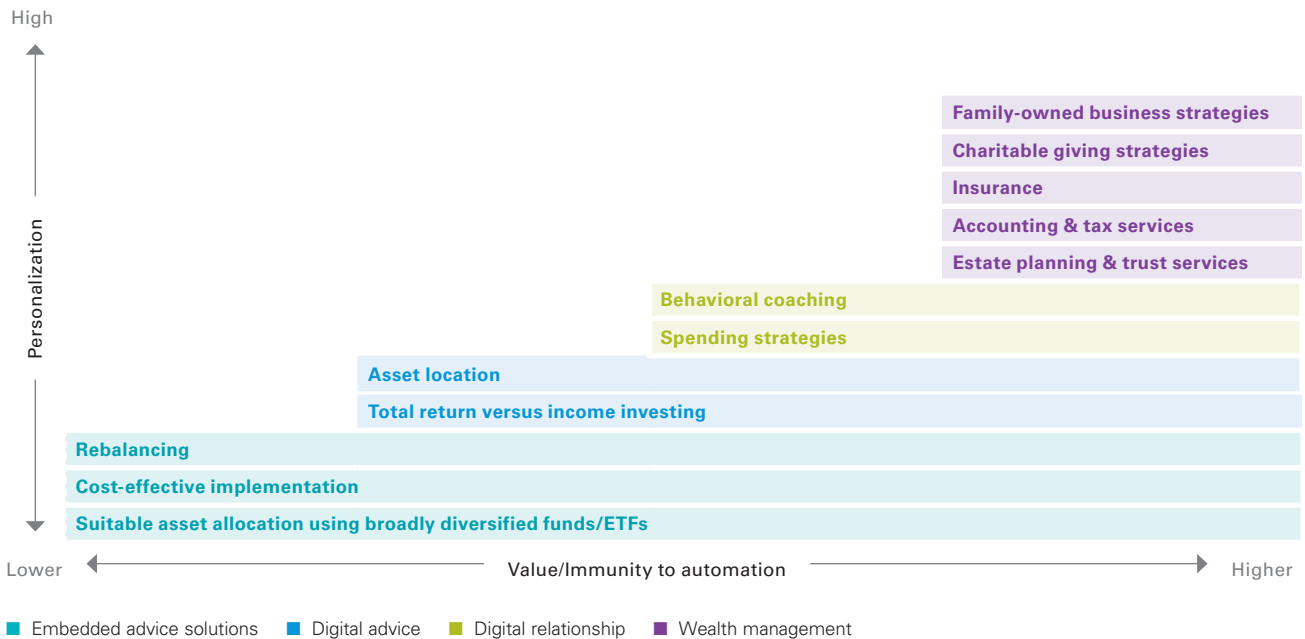 High
Personalization
Family-owned business strategies
Charitable giving strategies
Insurance
Accounting & tax services
Estate planning & trust services
Behavioral coaching
Spending strategies
Asset location
Total return versus income investing
Rebalancing
Cost-effective implementation
Suitable asset allocation using broadly diversified funds/ETFs
Lower Value/Immunity to automation Higher
Embedded advice solutions Digital advice Digital relationship Wealth management